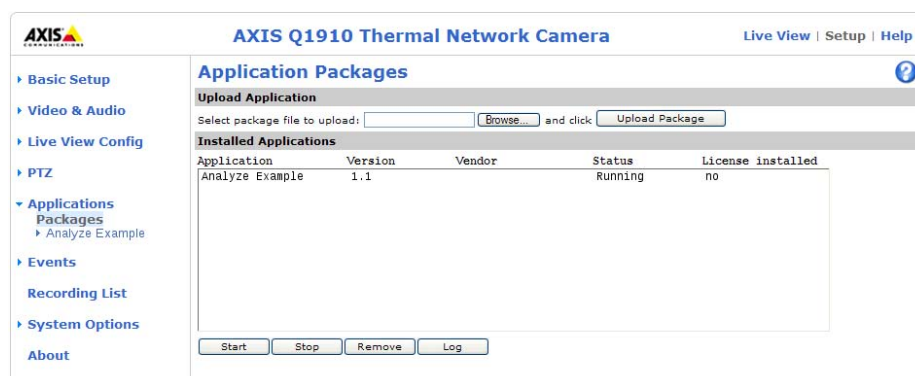 AXIS
COMMUNICATIONS
AXIS Q1910 Thermal Network Camera
Live View | Setup | Help
Basic Setup
Video & Audio
Live View Config
PTZ
Applications
Packages
Analyze Example
Events
Recording List
System Options
About
Application Packages
?
Upload Application
Select package file to upload: Browse... and click Upload Package
Installed Applications
Application Version Vendor Status License installed
Analyze Example 1.1 Running no
Start Stop Remove Log